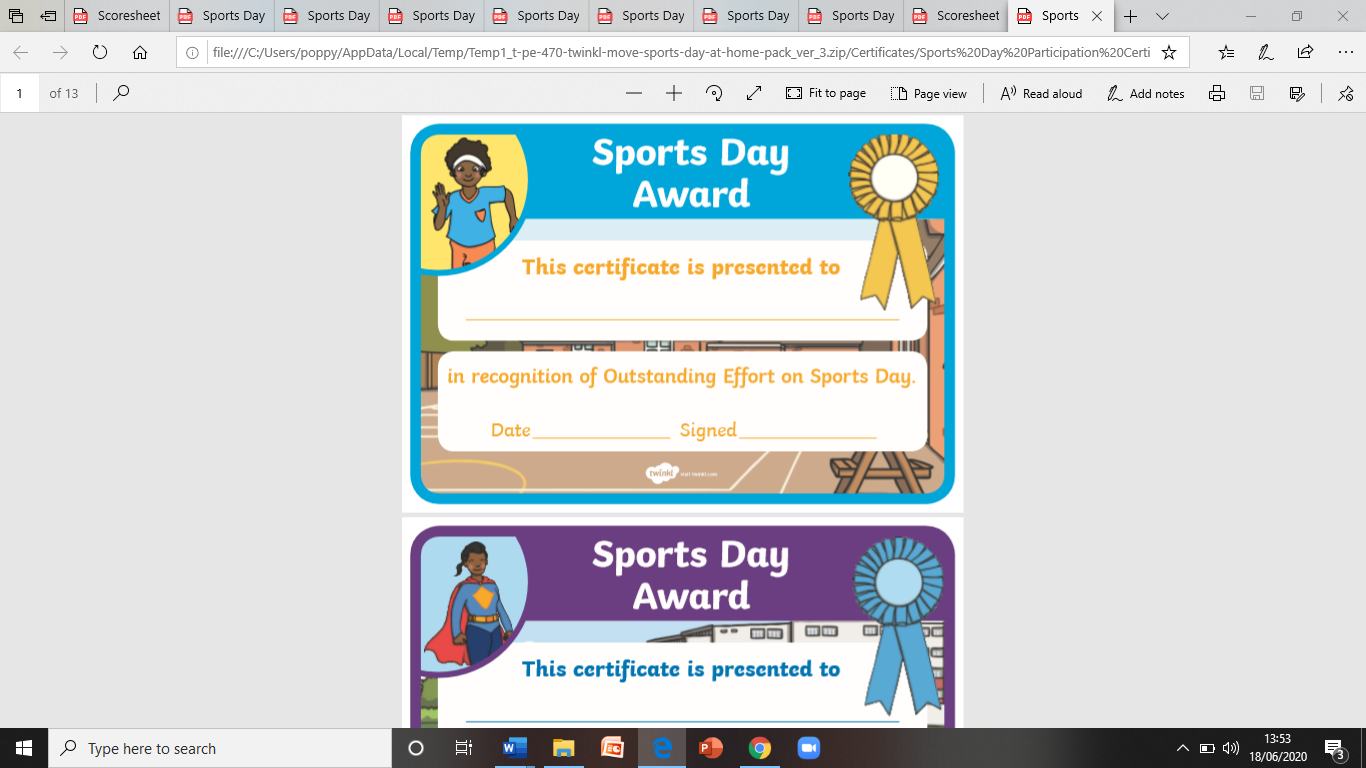 Scoresheet Sports Day Sports Day Sports Day Sports Day Sports Day Sports Day Sports Day Scoresheet Sports
file:///C:/Users/poppy/AppData/Local/Temp/Temp1_t-pe-470-twinkl-move-sports-day-at-home-pack_ver_3.zip/Certificates/Sports%20Day%20Participation%20Certi
1 of 13 Fit to page Page view Read aloud Add notes
Sports Day
Award
This certificate is presented to
in recognition of Outstanding Effort on Sports Day.
Date Signed
twinkl visit twinkl.com
Sports Day
Award
This certificate is presented to
Type here to search
13:53
18/06/2020
3